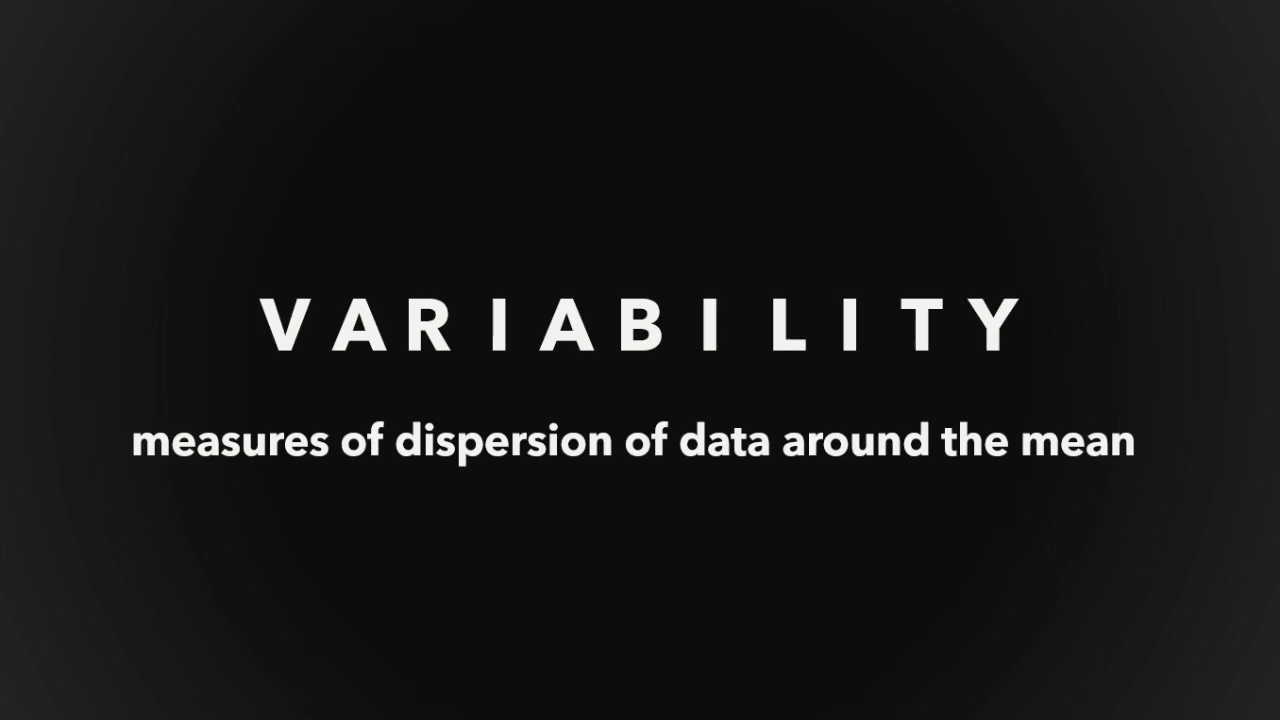 VARIABILITY
measures of dispersion of data around the mean